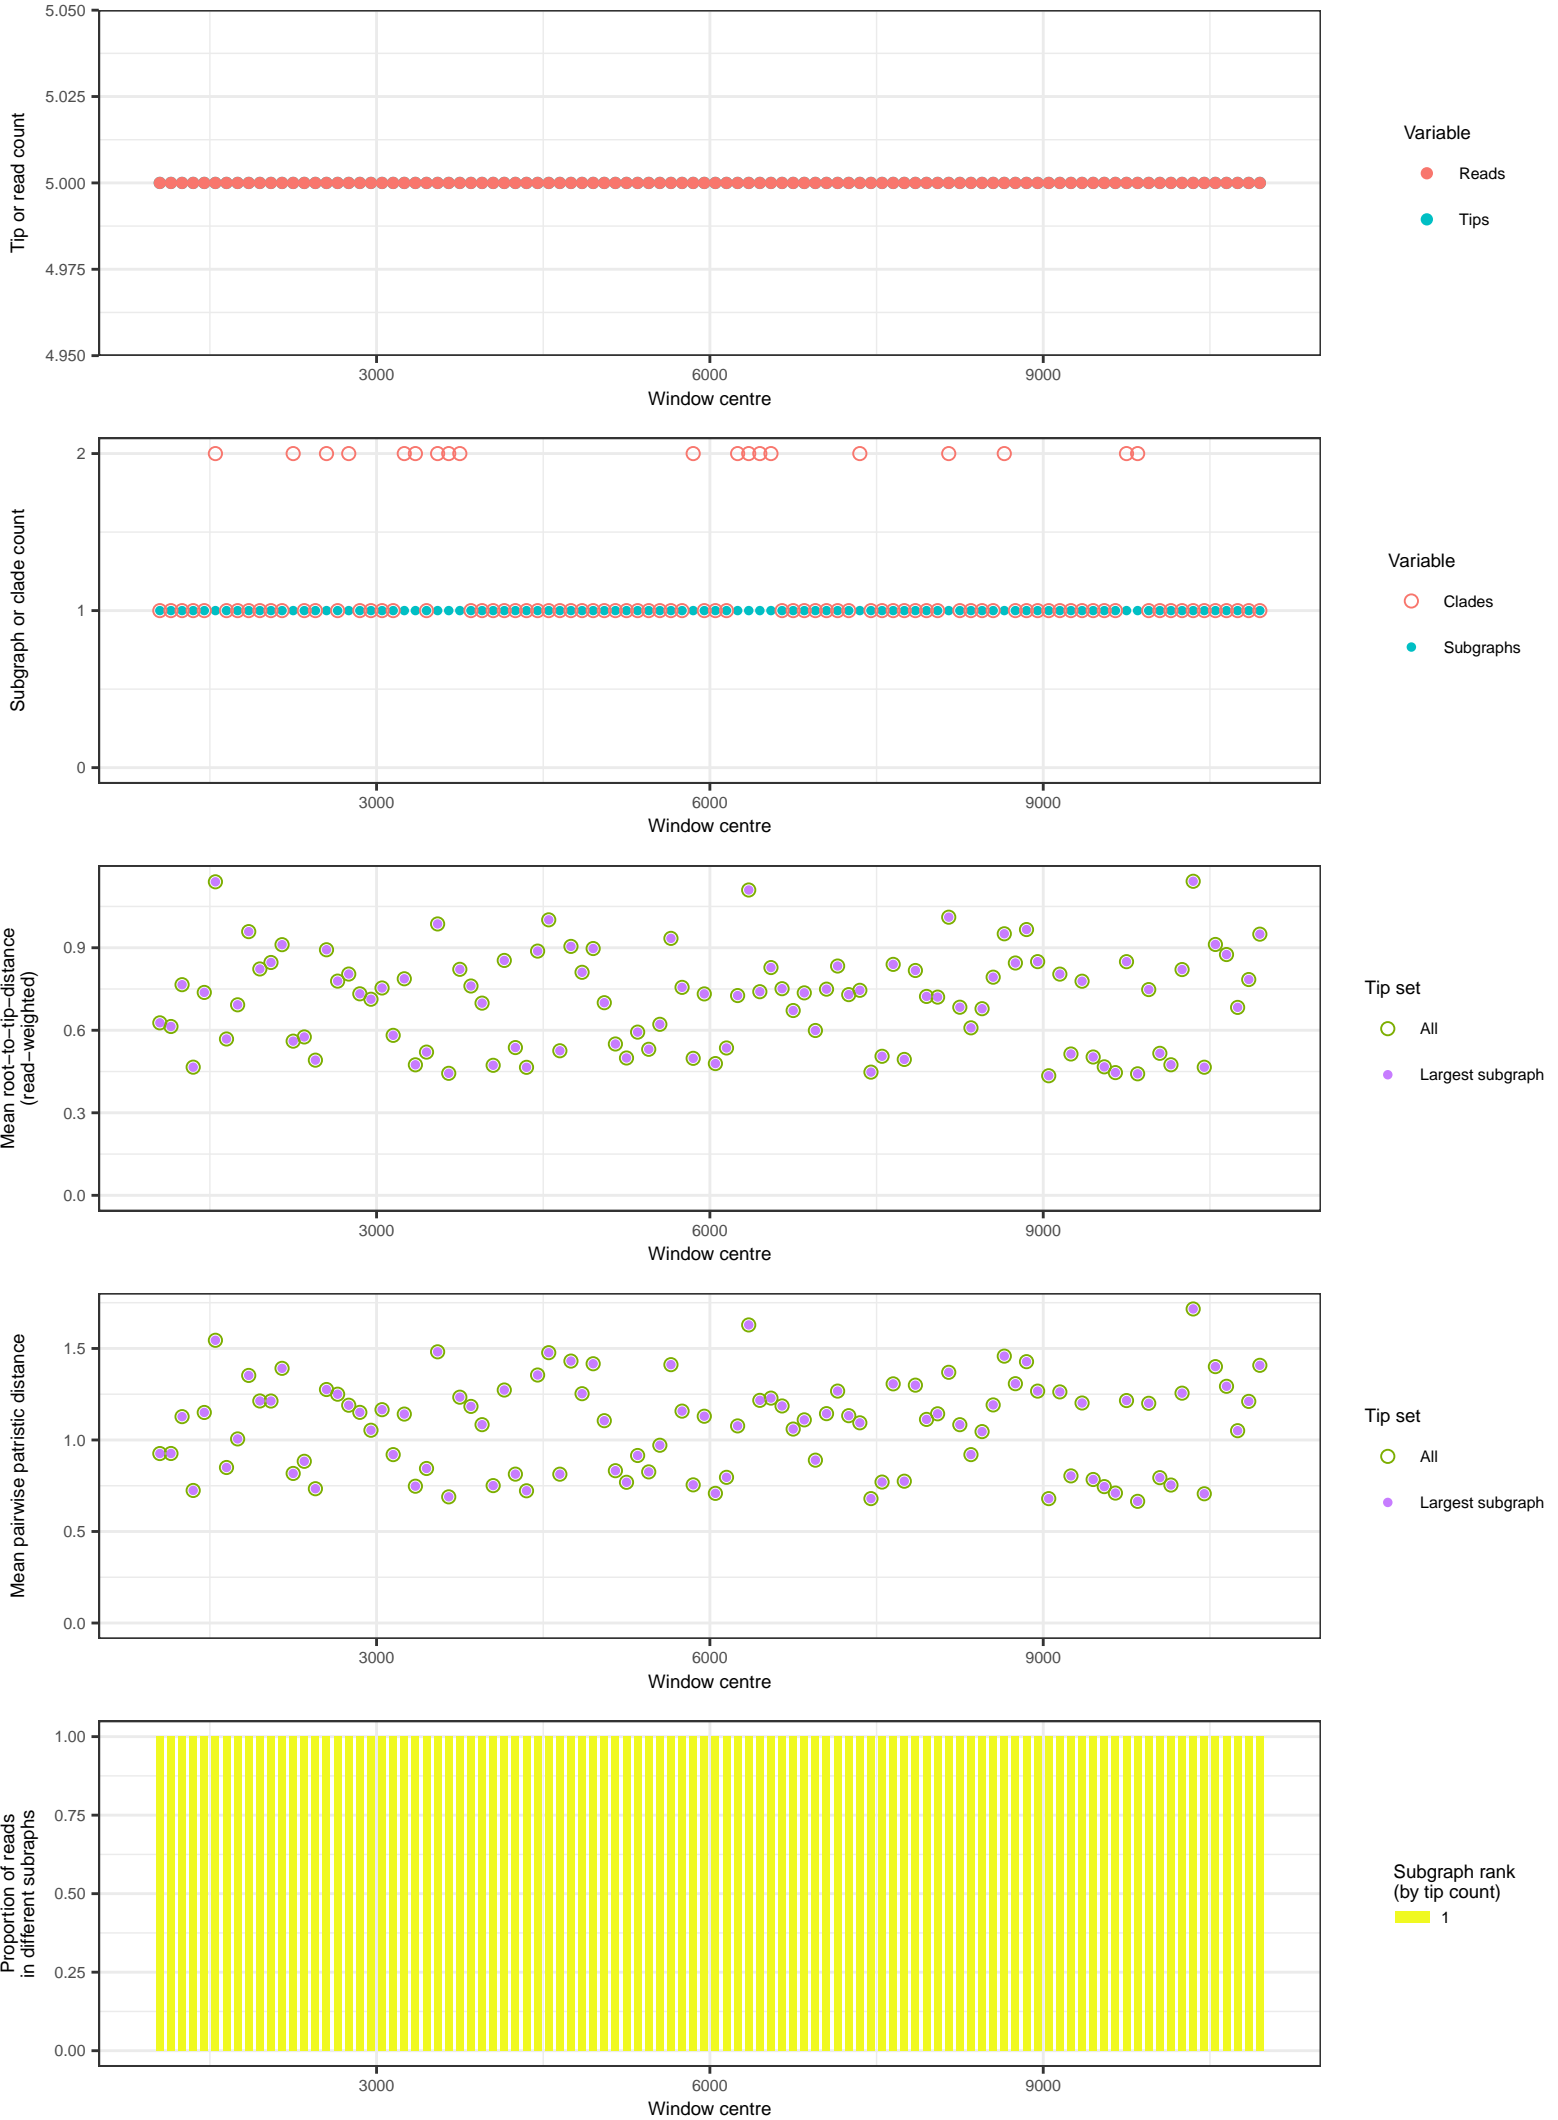 5.050
5.025
5.000
4.975
4.950
Tip or read count
3000
6000
9000
Window centre
Variable
Reads
Tips
2
1
0
Subgraph or clade count
3000
6000
9000
Window centre
Variable
Clades
Subgraphs
0.9
0.6
0.3
0.0
Mean root−to−tip−distance
(read−weighted)
3000
6000
9000
Window centre
Tip set
All
Largest subgraph
1.5
1.0
0.5
0.0
Mean pairwise patristic distance
3000
6000
9000
Window centre
Tip set
All
Largest subgraph
1.00
0.75
0.50
0.25
0.00
Proportion of reads
in different subraphs
3000
6000
9000
Window centre
Subgraph rank
(by tip count)
1